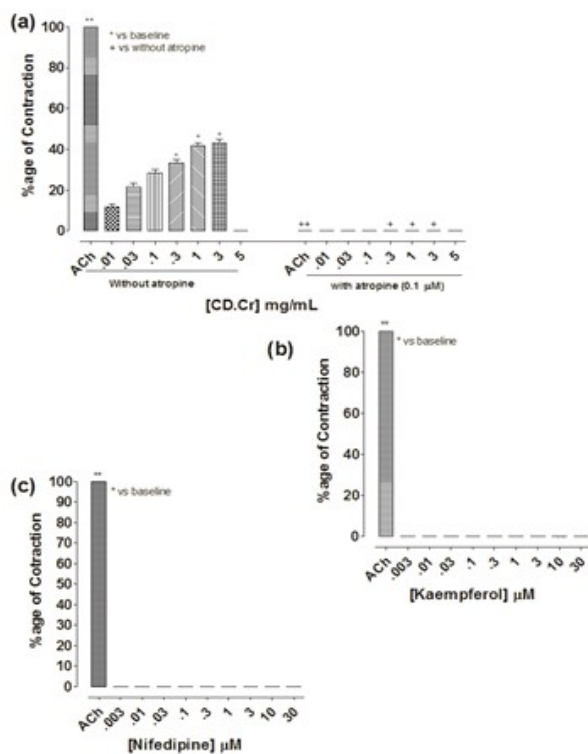 (a)
%age of Contraction
100
80
60
40
20
0
**
* vs baseline
+ vs without atropine
* * *
++ + + +
ACh .01 .03 .1 .3 1 3 5 ACh .01 .03 .1 .3 1 3 5
Without atropine with atropine (0.1 µM)
[CD.Cr] mg/mL
(b)
%age of Contraction
100
80
60
40
20
0
**
* vs baseline
ACh .003 .01 .03 .1 .3 1 3 10 30
[Kaempferol] µM
(c)
%age of Cotraction
100
90
80
70
60
50
40
30
20
10
0
**
* vs baseline
ACh .003 .01 .03 .1 .3 1 3 10 30
[Nifedipine] µM